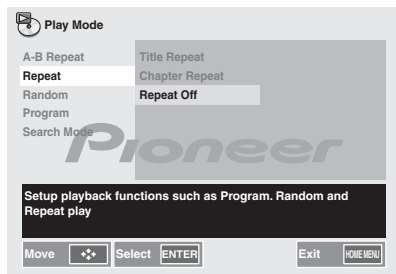 Play Mode
A-B Repeat
Repeat
Random
Program
Search Mode
Title Repeat
Chapter Repeat
Repeat Off
Pioneer
Setup playback functions such as Program. Random and
Repeat play
Move Select ENTER Exit HOME MENU